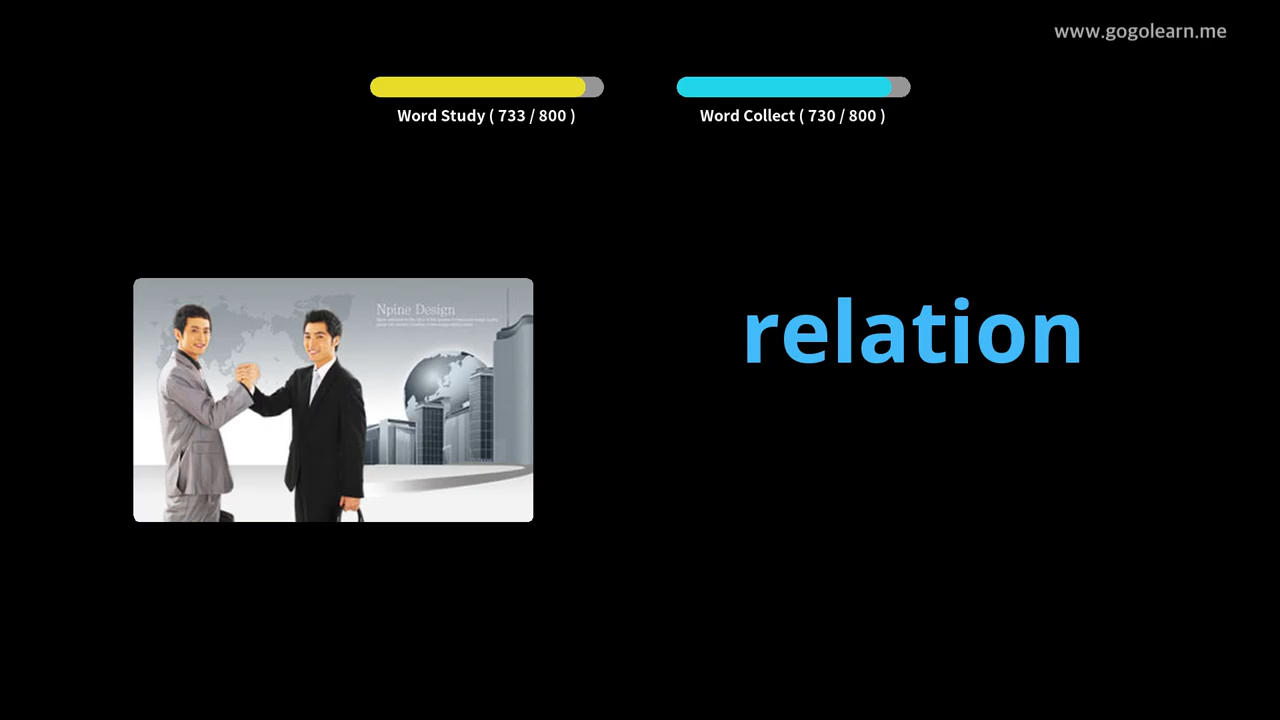 www.gogolearn.me
Word Study ( 733 / 800 )
Word Collect ( 730 / 800 )
Npine Design
relation